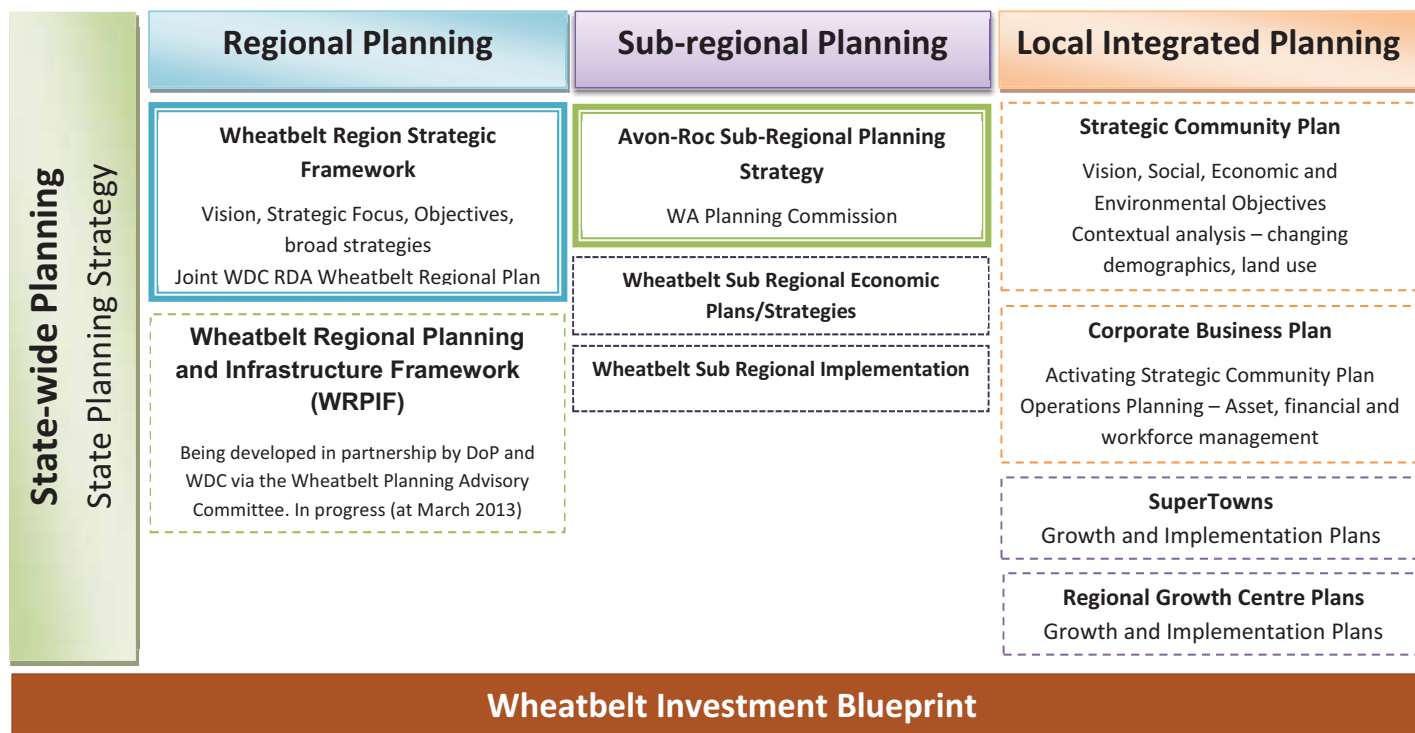 State-wide Planning
State Planning Strategy
Regional Planning
Wheatbelt Region Strategic
Framework
Vision, Strategic Focus, Objectives,
broad strategies
Joint WDC RDA Wheatbelt Regional Plan
Wheatbelt Regional Planning
and Infrastructure Framework
(WRPIF)
Being developed in partnership by DoP and
WDC via the Wheatbelt Planning Advisory
Committee. In progress (at March 2013)
Sub-regional Planning
Avon-Roc Sub-Regional Planning
Strategy
WA Planning Commission
Wheatbelt Sub Regional Economic
Plans/Strategies
Wheatbelt Sub Regional Implementation
Local Integrated Planning
Strategic Community Plan
Vision, Social, Economic and
Environmental Objectives
Contextual analysis – changing
demographics, land use
Corporate Business Plan
Activating Strategic Community Plan
Operations Planning – Asset, financial and
workforce management
SuperTowns
Growth and Implementation Plans
Regional Growth Centre Plans
Growth and Implementation Plans
Wheatbelt Investment Blueprint